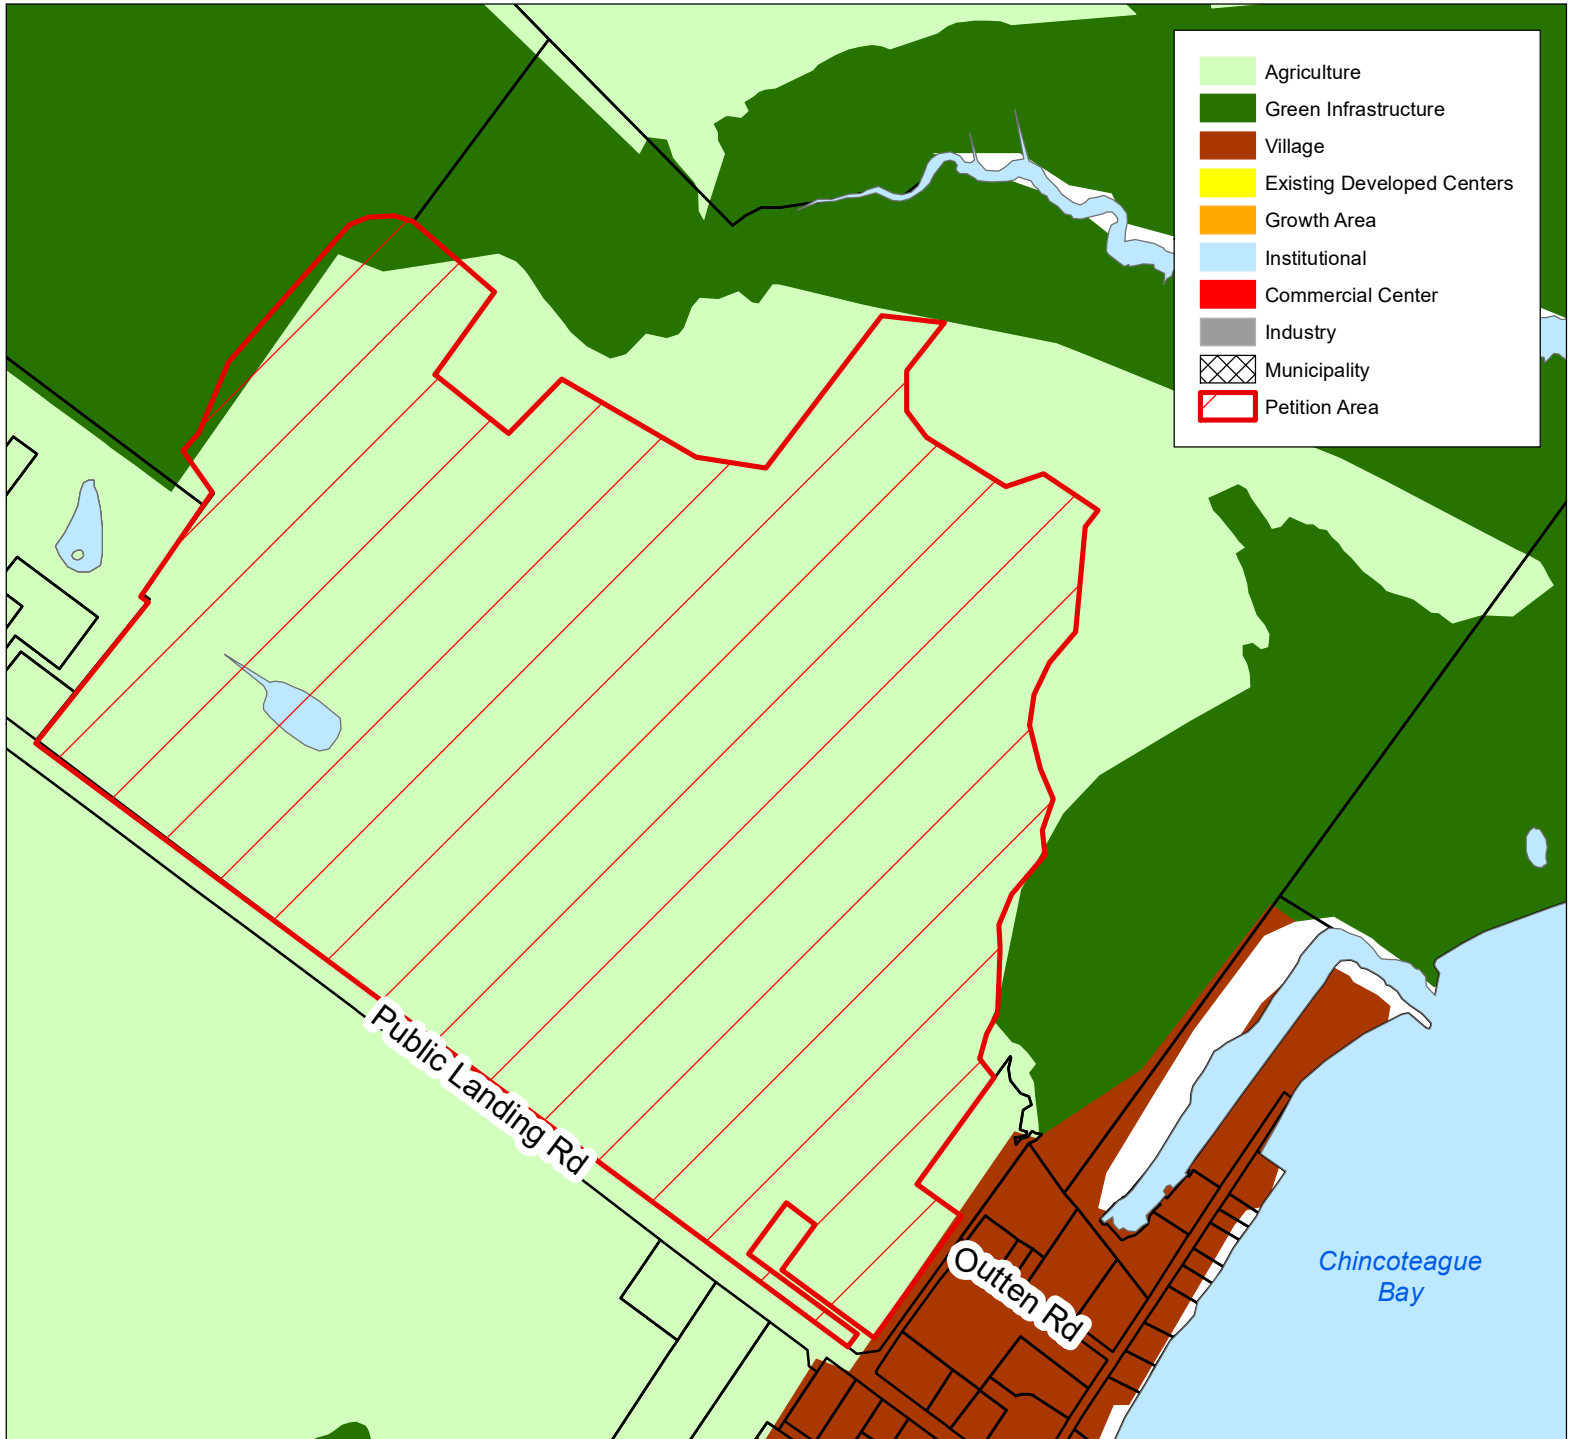 Agriculture
Green Infrastructure
Village
Existing Developed Centers
Growth Area
Institutional
Commercial Center
Industry
Municipality
Petition Area
Public Landing Rd
Outten Rd
Chincoteague
Bay